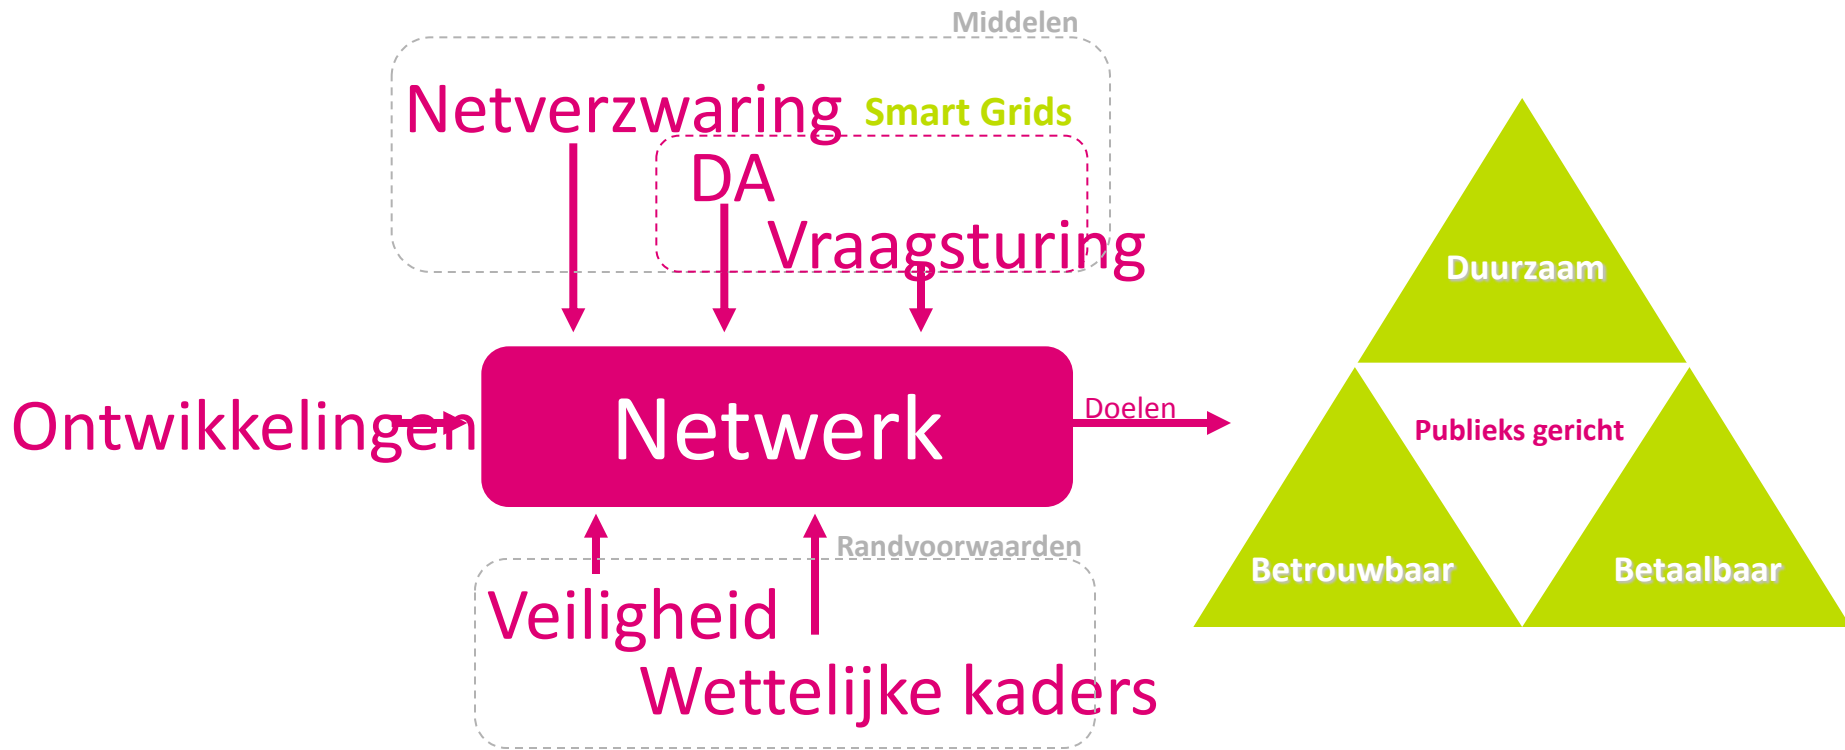 Middelen
Netverzwaring
Smart Grids
DA
Vraagsturing
Ontwikkelingen
Netwerk
Doelen
Randvoorwaarden
Veiligheid
Wettelijke kaders
Duurzaam
Publieks gericht
Betrouwbaar
Betaalbaar